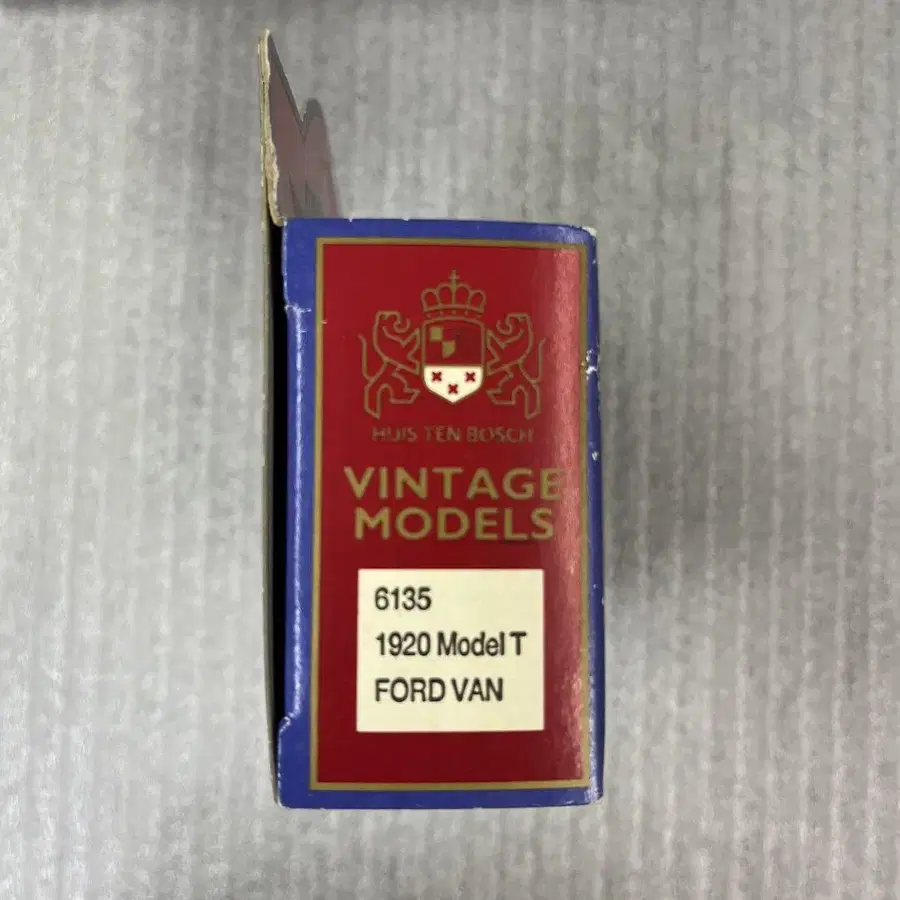 HUIS TEN BOSCH
VINTAGE
MODELS
6135
1920 Model T
FORD VAN